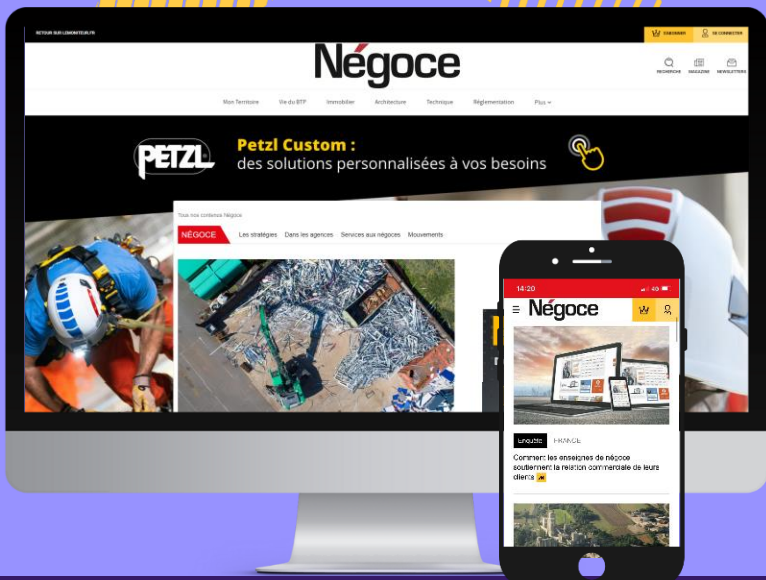 RETOUR SUR LEMONITEUR.FR
S'ABONNER
SE CONNECTER
Négoce
RECHERCHE
MAGAZINE
NEWSLETTERS
Mon Territoire
Vie du BTP
Immobilier
Architecture
Technique
Réglementation
Plus
PETZL
Petzl Custom :
des solutions personnalisées à vos besoins
Tous nos contenus Négoce
NÉGOCE
Les stratégies
Dans les agences
Services aux négoces
Mouvements
14:20
4G
Négoce
Enquête
FRANCE
Comment les enseignes de négoce
soutiennent la relation commerciale de leurs
clients